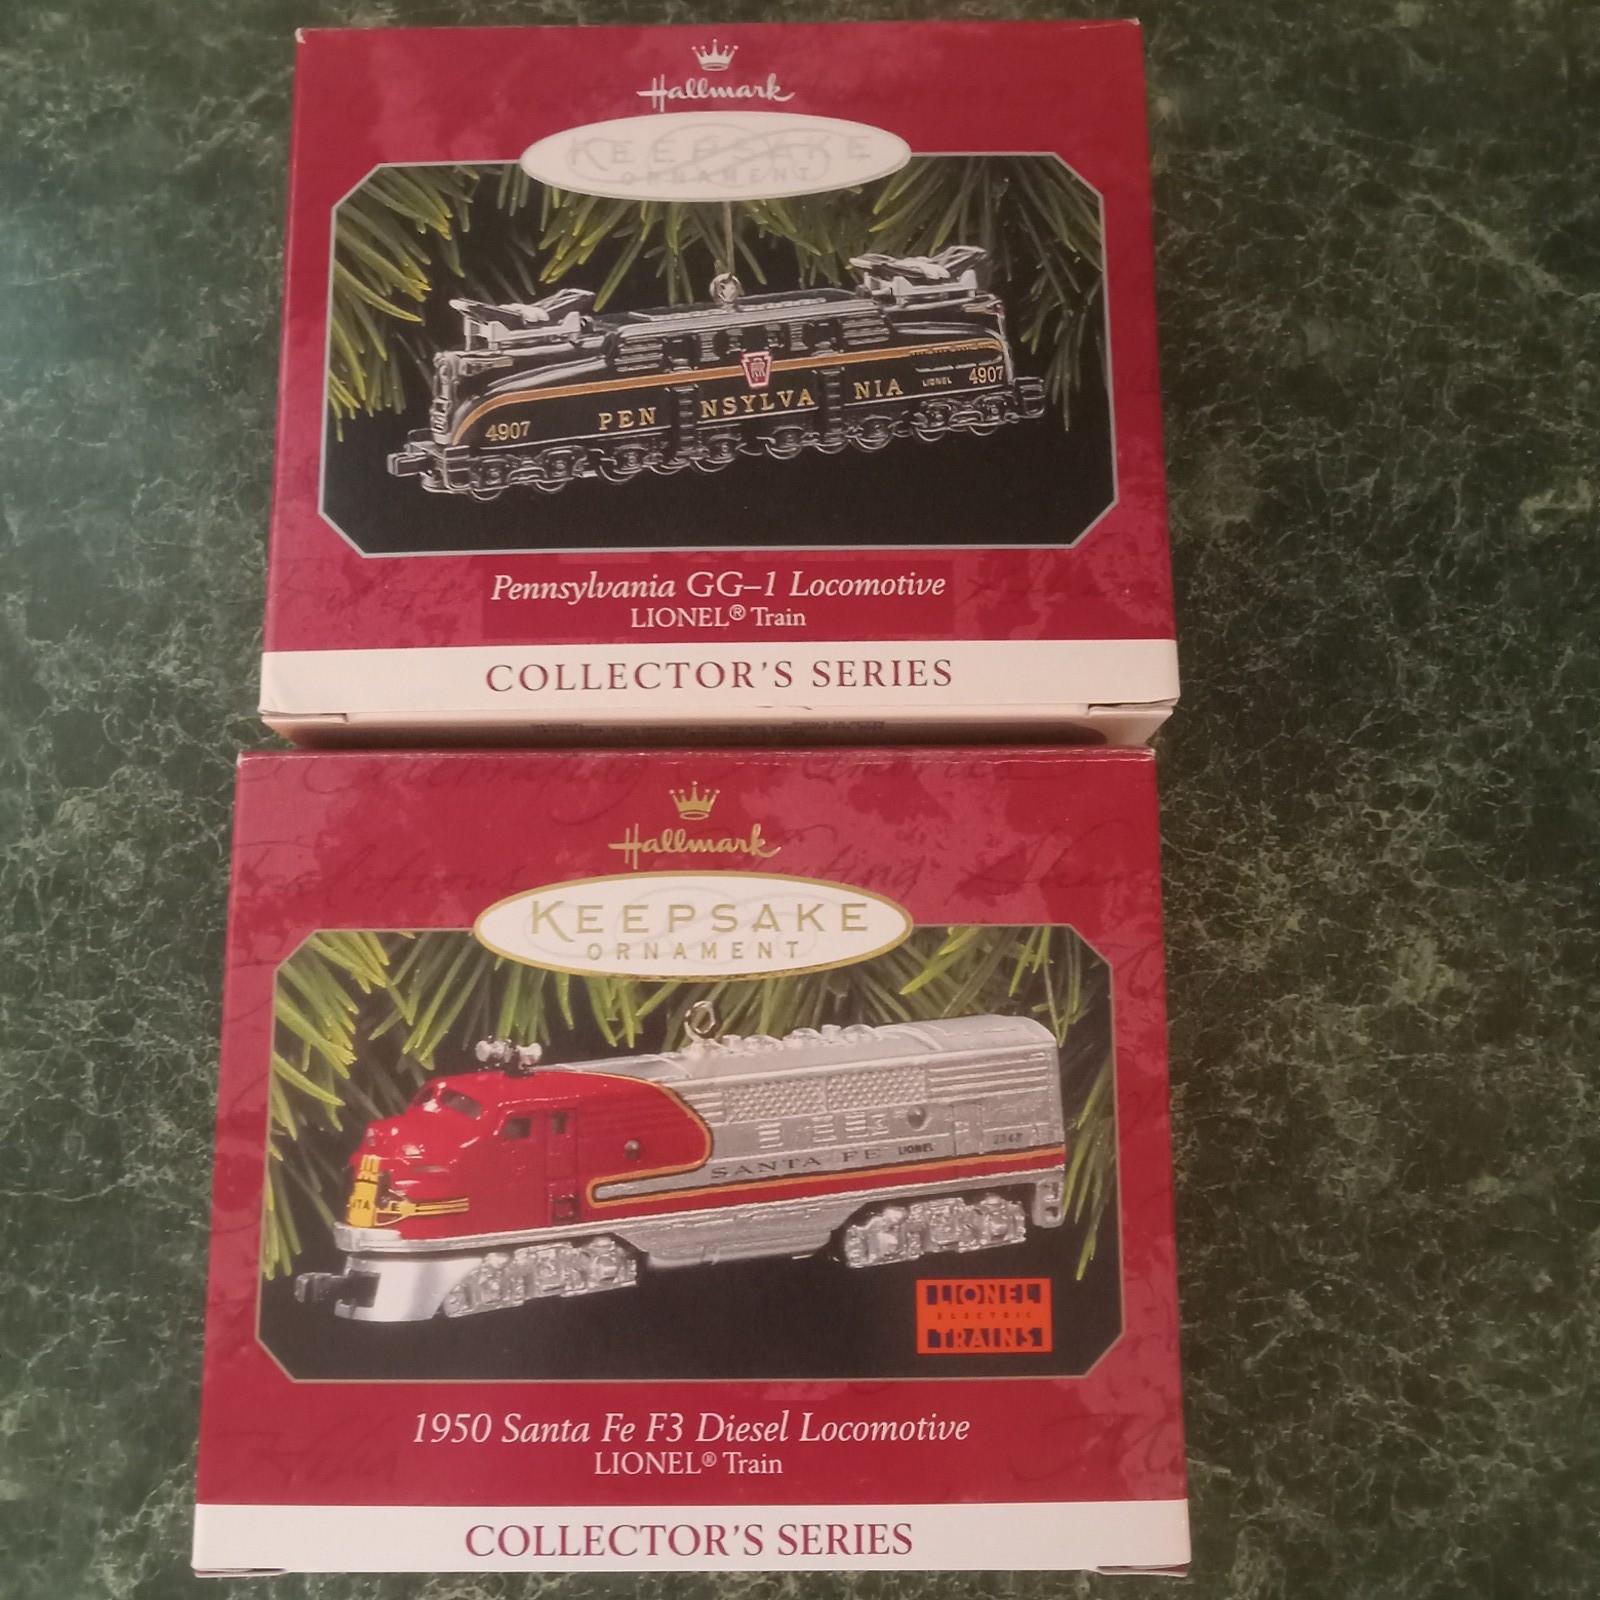 Hallmark
KEEPSAKE
ORNAMENT
4907 PEN NSYLVA NIA LIONEL 4907
Pennsylvania GG-1 Locomotive
LIONEL® Train
COLLECTOR'S SERIES
Hallmark
KEEPSAKE
ORNAMENT
SANTA FE LIONEL
LIONEL
ELECTRIC
TRAINS
1950 Santa Fe F3 Diesel Locomotive
LIONEL® Train
COLLECTOR'S SERIES